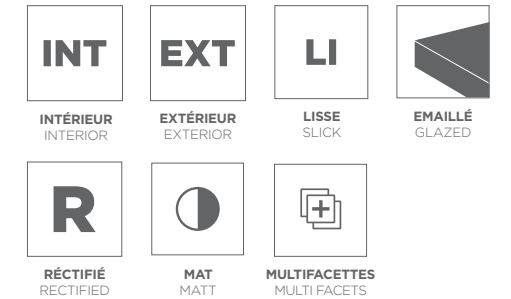 INT
EXT
LI
INTÉRIEUR
INTERIOR
EXTÉRIEUR
EXTERIOR
LISSE
SLICK
EMAILLÉ
GLAZED
R
RÉCTIFIÉ
RECTIFIED
MAT
MATT
MULTIFACETTES
MULTI FACETS